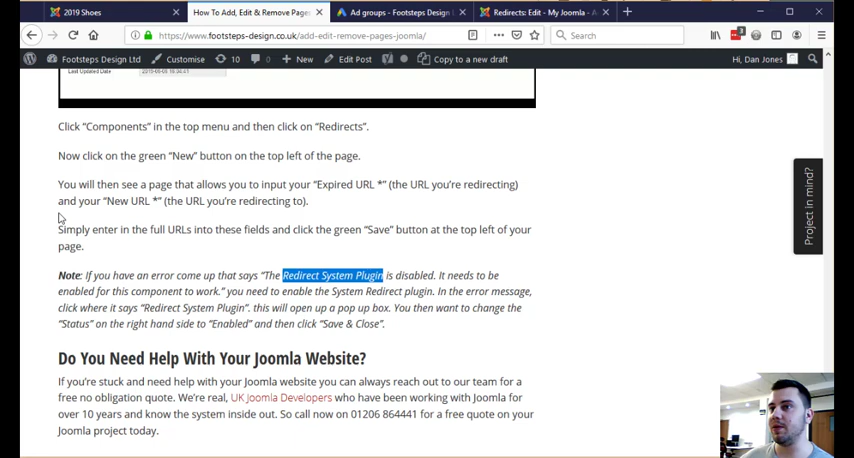 2019 Shoes
How To Add, Edit & Remove Pages
Ad groups - Footsteps Design
Redirects: Edit - My Joomla - A
https://www.footsteps-design.co.uk/add-edit-remove-pages-joomla/
Search
Footsteps Design Ltd
Customise
10
0
New
Edit Post
Copy to a new draft
Hi, Dan Jones
Last Updated Date
Click “Components” in the top menu and then click on “Redirects”.
Now click on the green “New” button on the top left of the page.
You will then see a page that allows you to input your “Expired URL *” (the URL you’re redirecting)
and your “New URL *” (the URL you’re redirecting to).
Simply enter in the full URLs into these fields and click the green “Save” button at the top left of your
page.
Note: If you have an error come up that says “The Redirect System Plugin is disabled. It needs to be
enabled for this component to work.” you need to enable the System Redirect plugin. In the error message,
click where it says “Redirect System Plugin”. this will open up a pop up box. You then want to change the
“Status” on the right hand side to “Enabled” and then click “Save & Close”.
Do You Need Help With Your Joomla Website?
If you’re stuck and need help with your Joomla website you can always reach out to our team for a
free no obligation quote. We’re real, UK Joomla Developers who have been working with Joomla for
over 10 years and know the system inside out. So call now on 01206 864441 for a free quote on your
Joomla project today.
Project in mind?